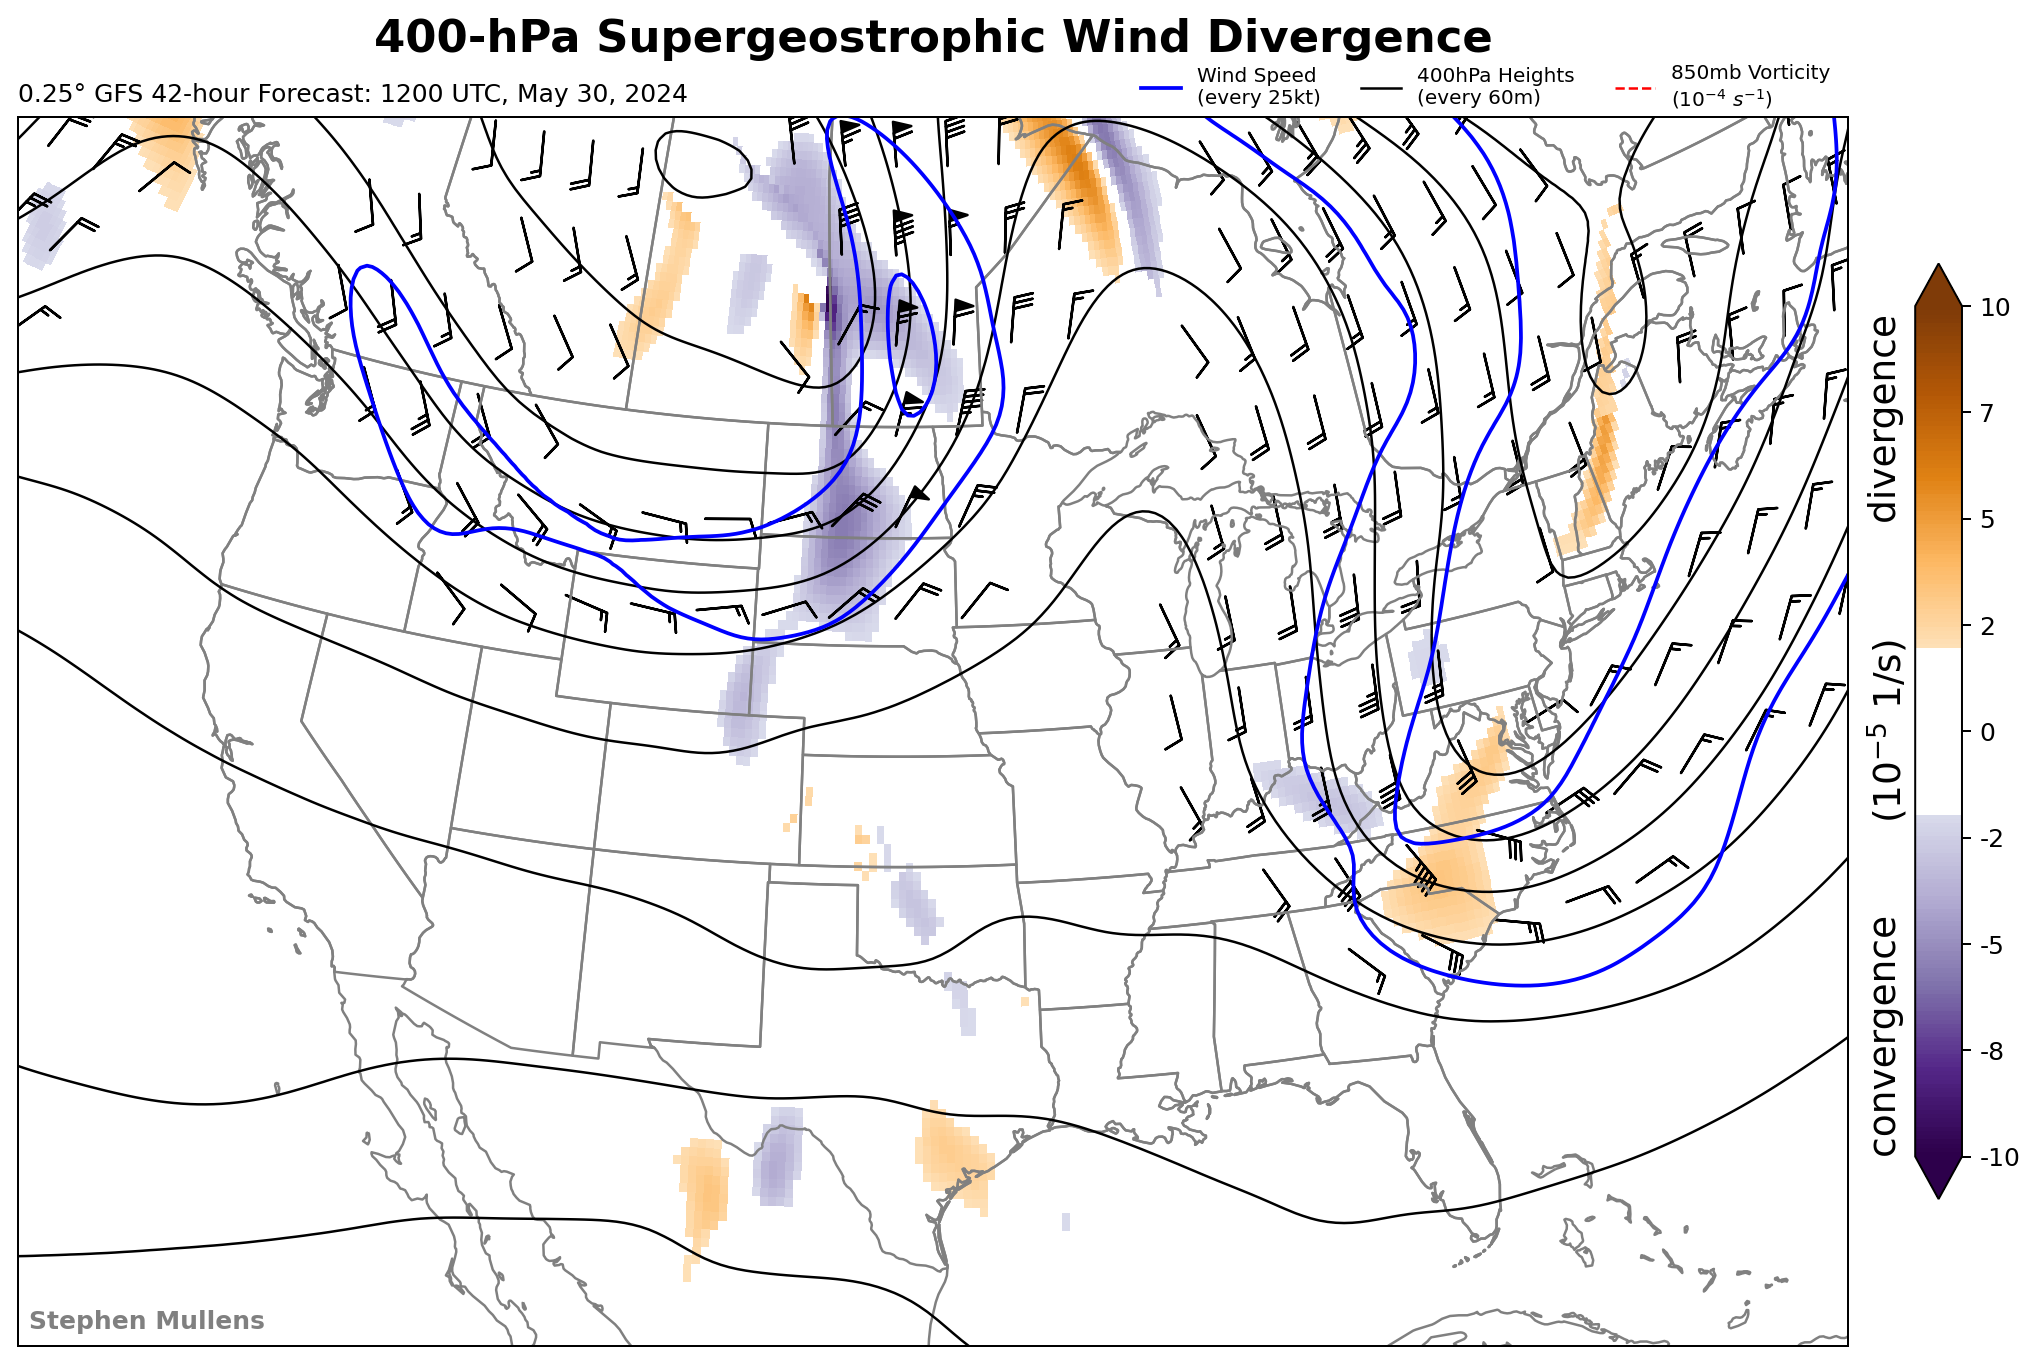 400-hPa Supergeostrophic Wind Divergence
0.25° GFS 42-hour Forecast: 1200 UTC, May 30, 2024
Wind Speed
(every 25kt)
400hPa Heights
(every 60m)
850mb Vorticity
(10⁻⁴ s⁻¹)
10
7
5
2
0
-2
-5
-8
-10
convergence (10⁻⁵ 1/s) divergence
Stephen Mullens